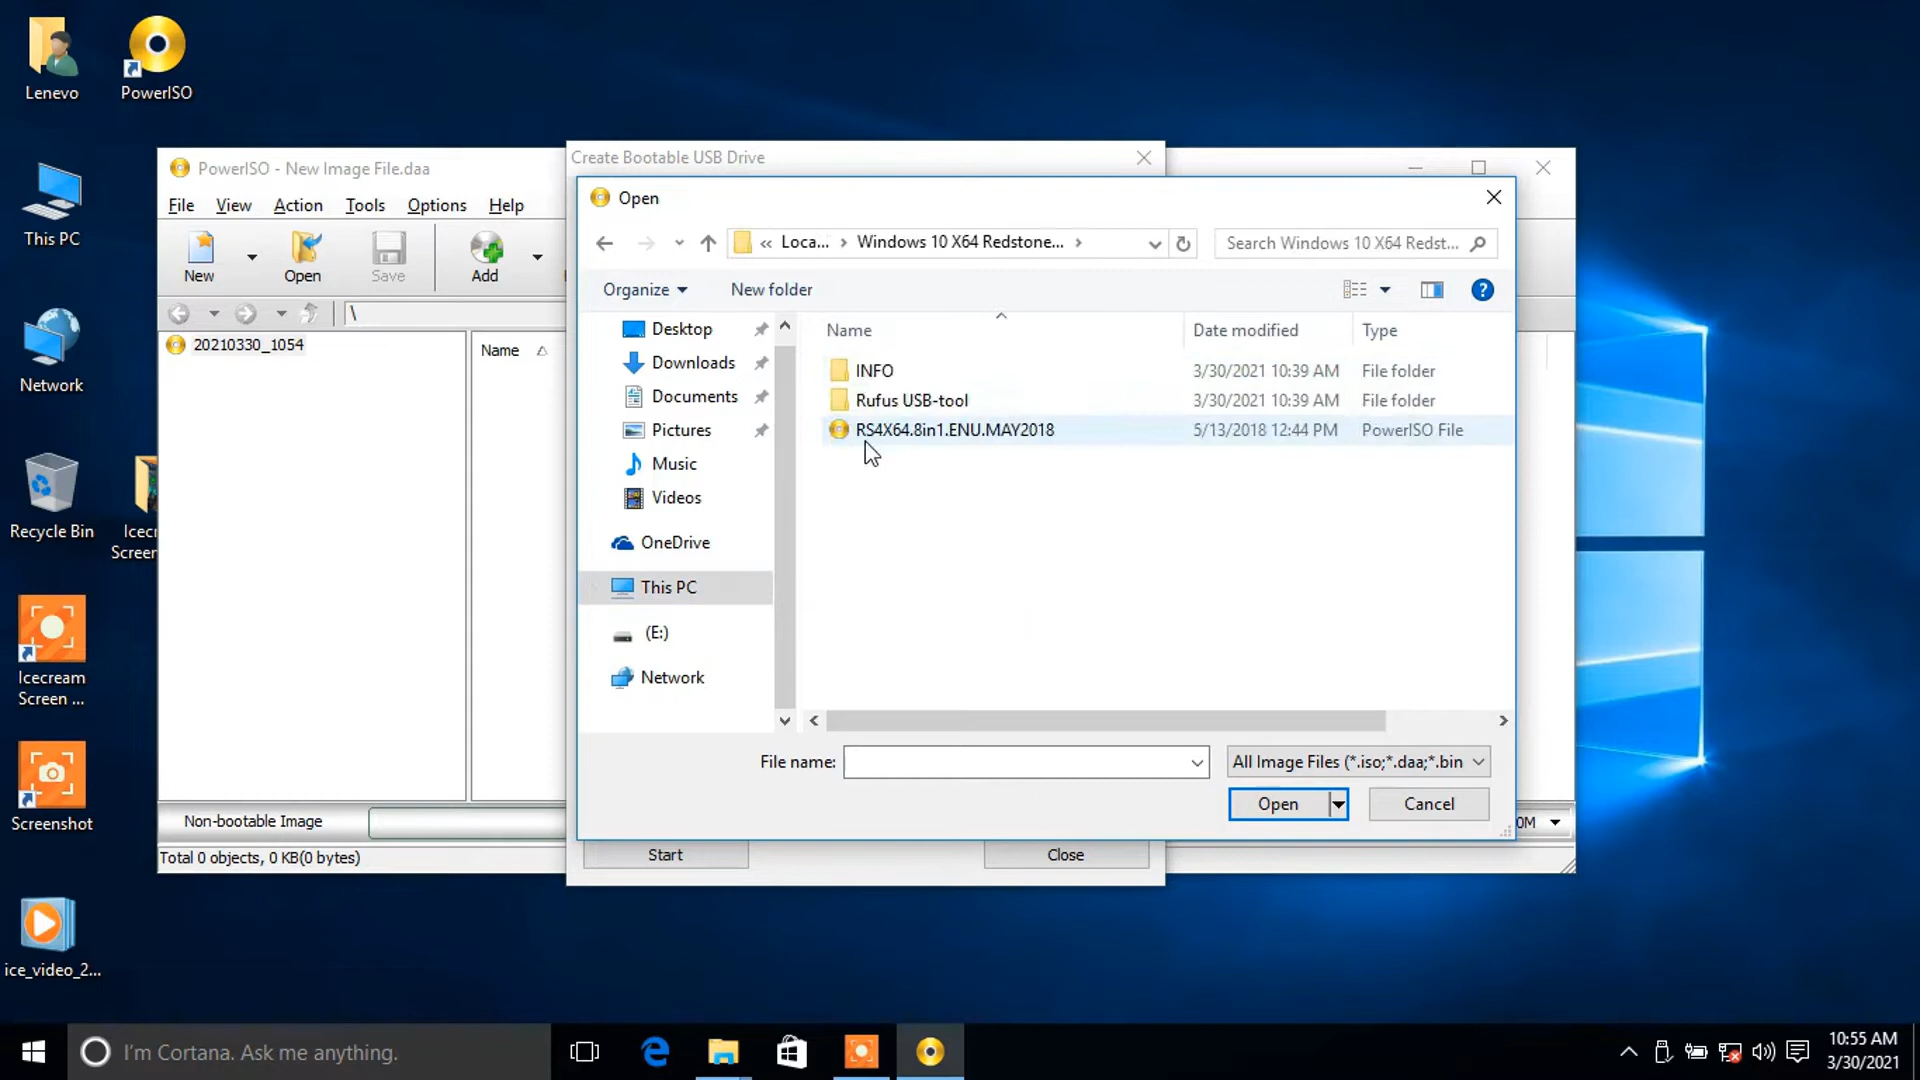 Lenevo
PowerISO
This PC
Network
Recycle Bin
Icecr
Screen
Icecream
Screen ...
Screenshot
ice_video_2...
PowerISO - New Image File.daa
File View Action Tools Options Help
New
Open
Save
Add
\
20210330_1054
Name
Non-bootable Image
0M
Total 0 objects, 0 KB(0 bytes)
Create Bootable USB Drive
Open
« Loca... › Windows 10 X64 Redstone... ›
Search Windows 10 X64 Redst...
Organize New folder
Desktop
Downloads
Documents
Pictures
Music
Videos
OneDrive
This PC
(E:)
Network
Name Date modified Type
INFO 3/30/2021 10:39 AM File folder
Rufus USB-tool 3/30/2021 10:39 AM File folder
RS4X64.8in1.ENU.MAY2018 5/13/2018 12:44 PM PowerISO File
File name: All Image Files (*.iso;*.daa;*.bin
Open Cancel
Start Close
I'm Cortana. Ask me anything.
10:55 AM
3/30/2021